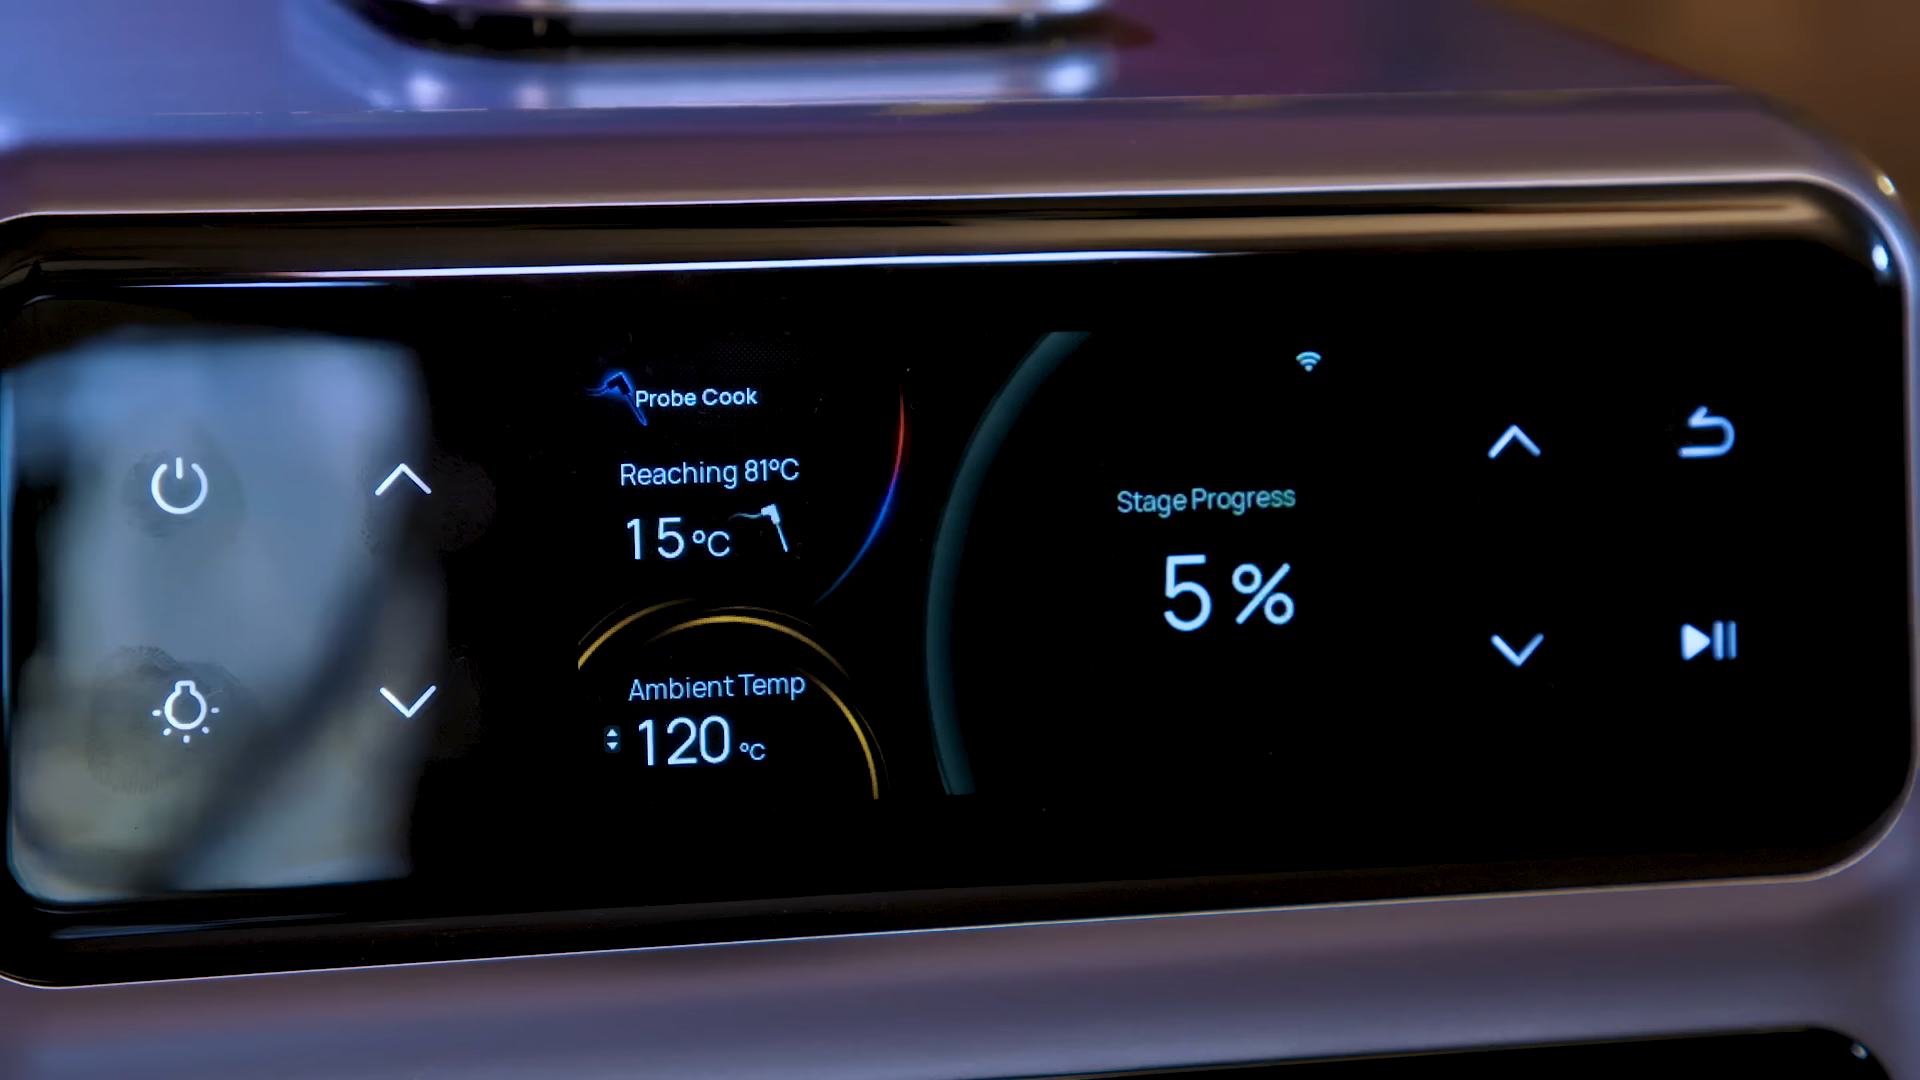 Probe Cook
Reaching 81°C
15 °C
Ambient Temp
120 °C
Stage Progress
5 %